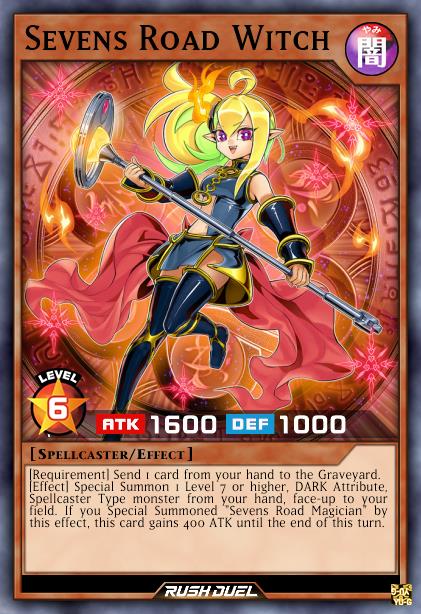 SEVENS ROAD WITCH
やみ
闇
LEVEL
6
ATK 1600 DEF 1000
[SPELLCASTER/EFFECT]
[Requirement] Send 1 card from your hand to the Graveyard.
[Effect] Special Summon 1 Level 7 or higher, DARK Attribute,
Spellcaster Type monster from your hand, face-up to your
field. If you Special Summoned "Sevens Road Magician" by
this effect, this card gains 400 ATK until the end of this turn.
RUSH DUEL